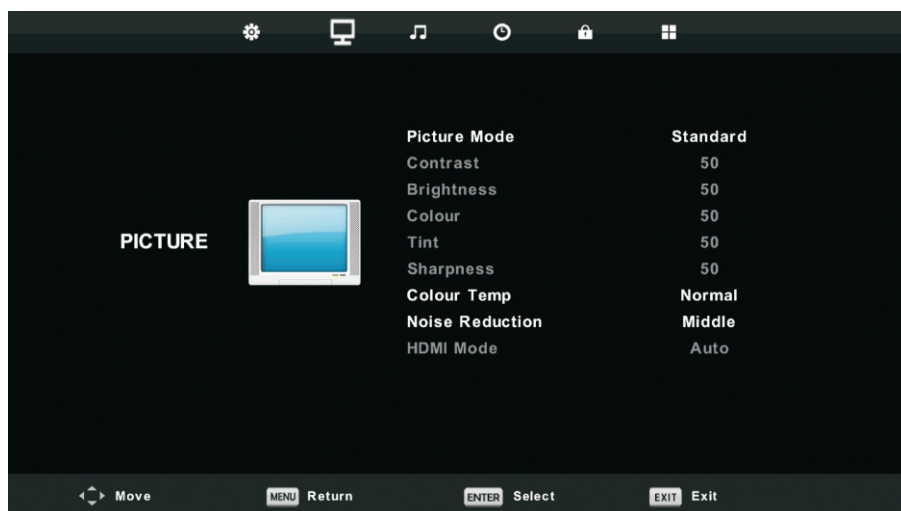 Picture Mode Standard
Contrast 50
Brightness 50
Colour 50
PICTURE
Tint 50
Sharpness 50
Colour Temp Normal
Noise Reduction Middle
HDMI Mode Auto
Move MENU Return ENTER Select EXIT Exit